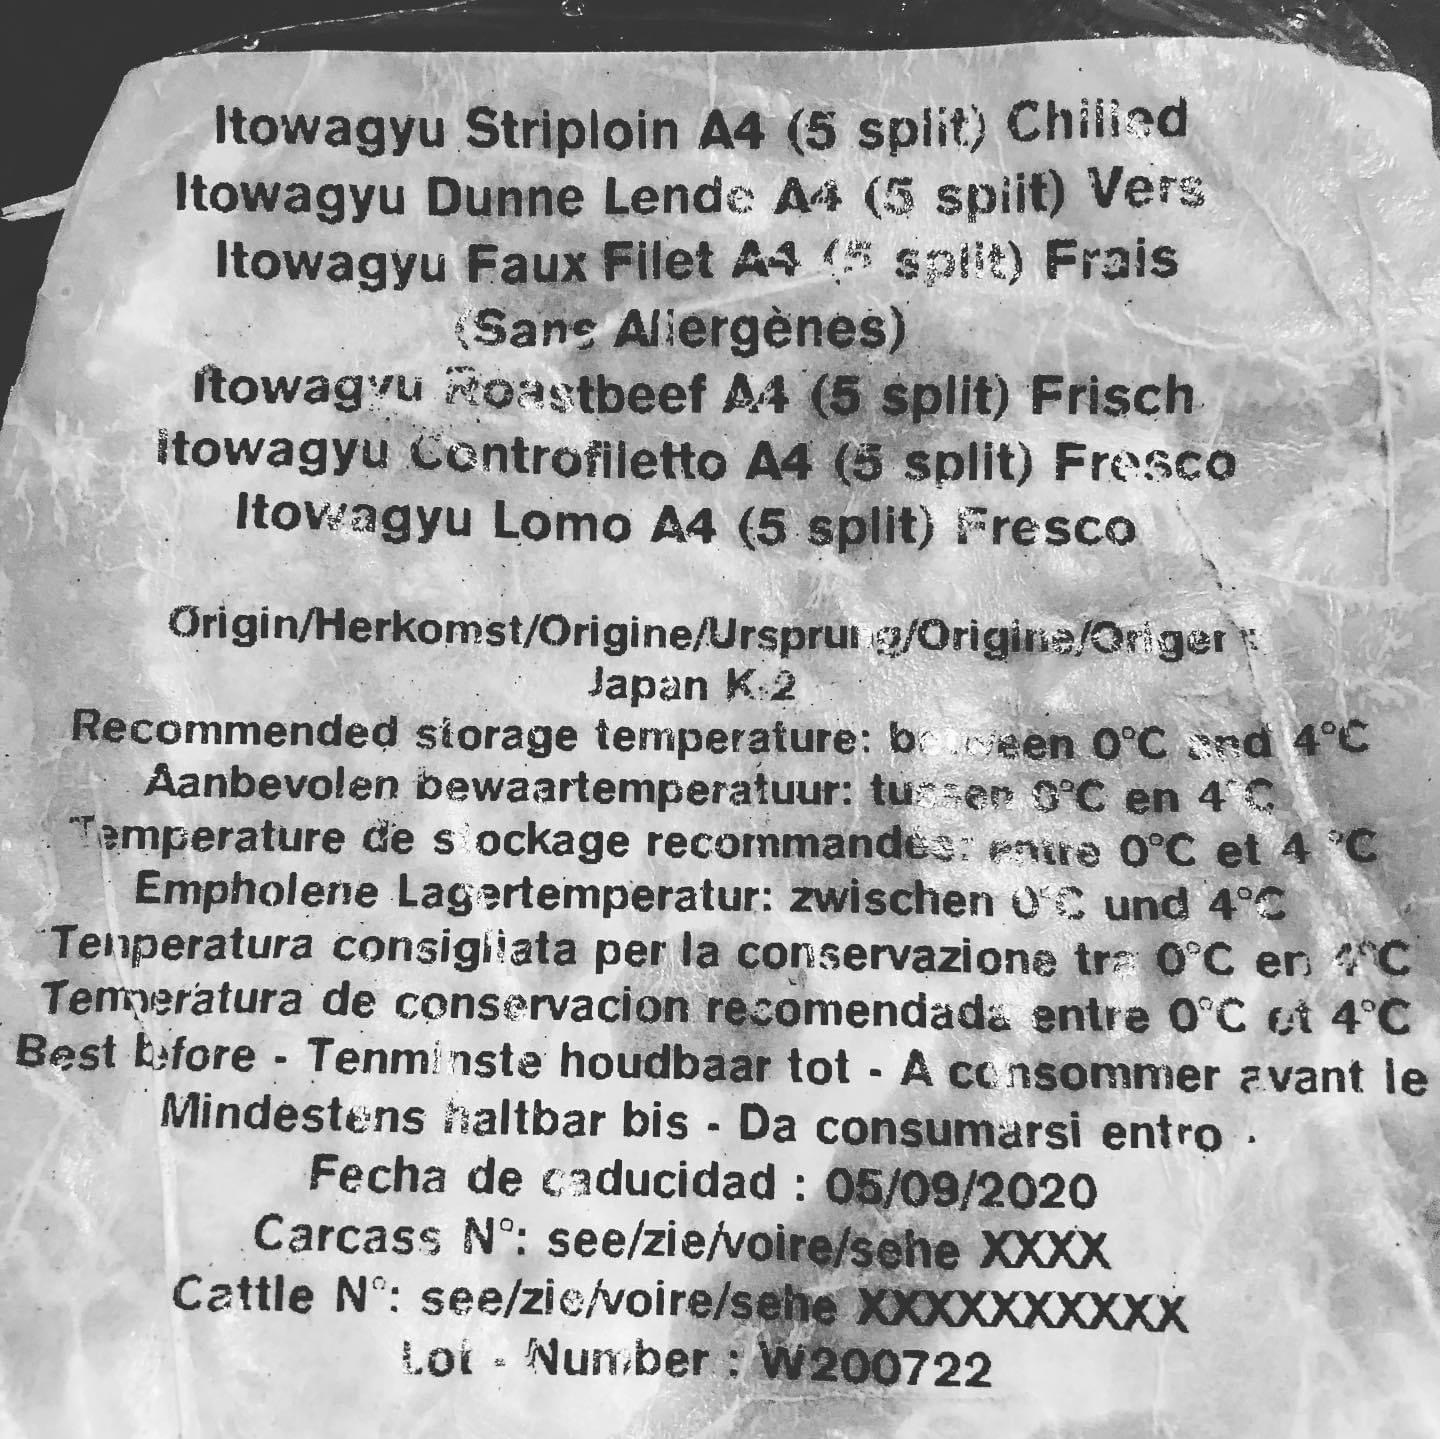 Itowagyu Striploin A4 (5 split) Chilled
Itowagyu Dunne Lende A4 (5 split) Vers
Itowagyu Faux Filet A4 (5 split) Frais
(Sans Allergènes)
Itowagyu Roastbeef A4 (5 split) Frisch
Itowagyu Controfiletto A4 (5 split) Fresco
Itowagyu Lomo A4 (5 split) Fresco
Origin/Herkomst/Origine/Ursprung/Origine/Origen :
Japan K-2
Recommended storage temperature: between 0°C and 4°C
Aanbevolen bewaartemperatuur: tussen 0°C en 4°C
Temperature de stockage recommandée: entre 0°C et 4 °C
Empholene Lagertemperatur: zwischen 0°C und 4°C
Temperatura consigliata per la conservazione tra 0°C en 4°C
Temperatura de conservacion recomendada entre 0°C et 4°C
Best before - Tenminste houdbaar tot - A consommer avant le
Mindestens haltbar bis - Da consumarsi entro -
Fecha de caducidad : 05/09/2020
Carcass N°: see/zie/voire/sehe XXXX
Cattle N°: see/zie/voire/sehe XXXXXXXXXX
Lot - Number : W200722